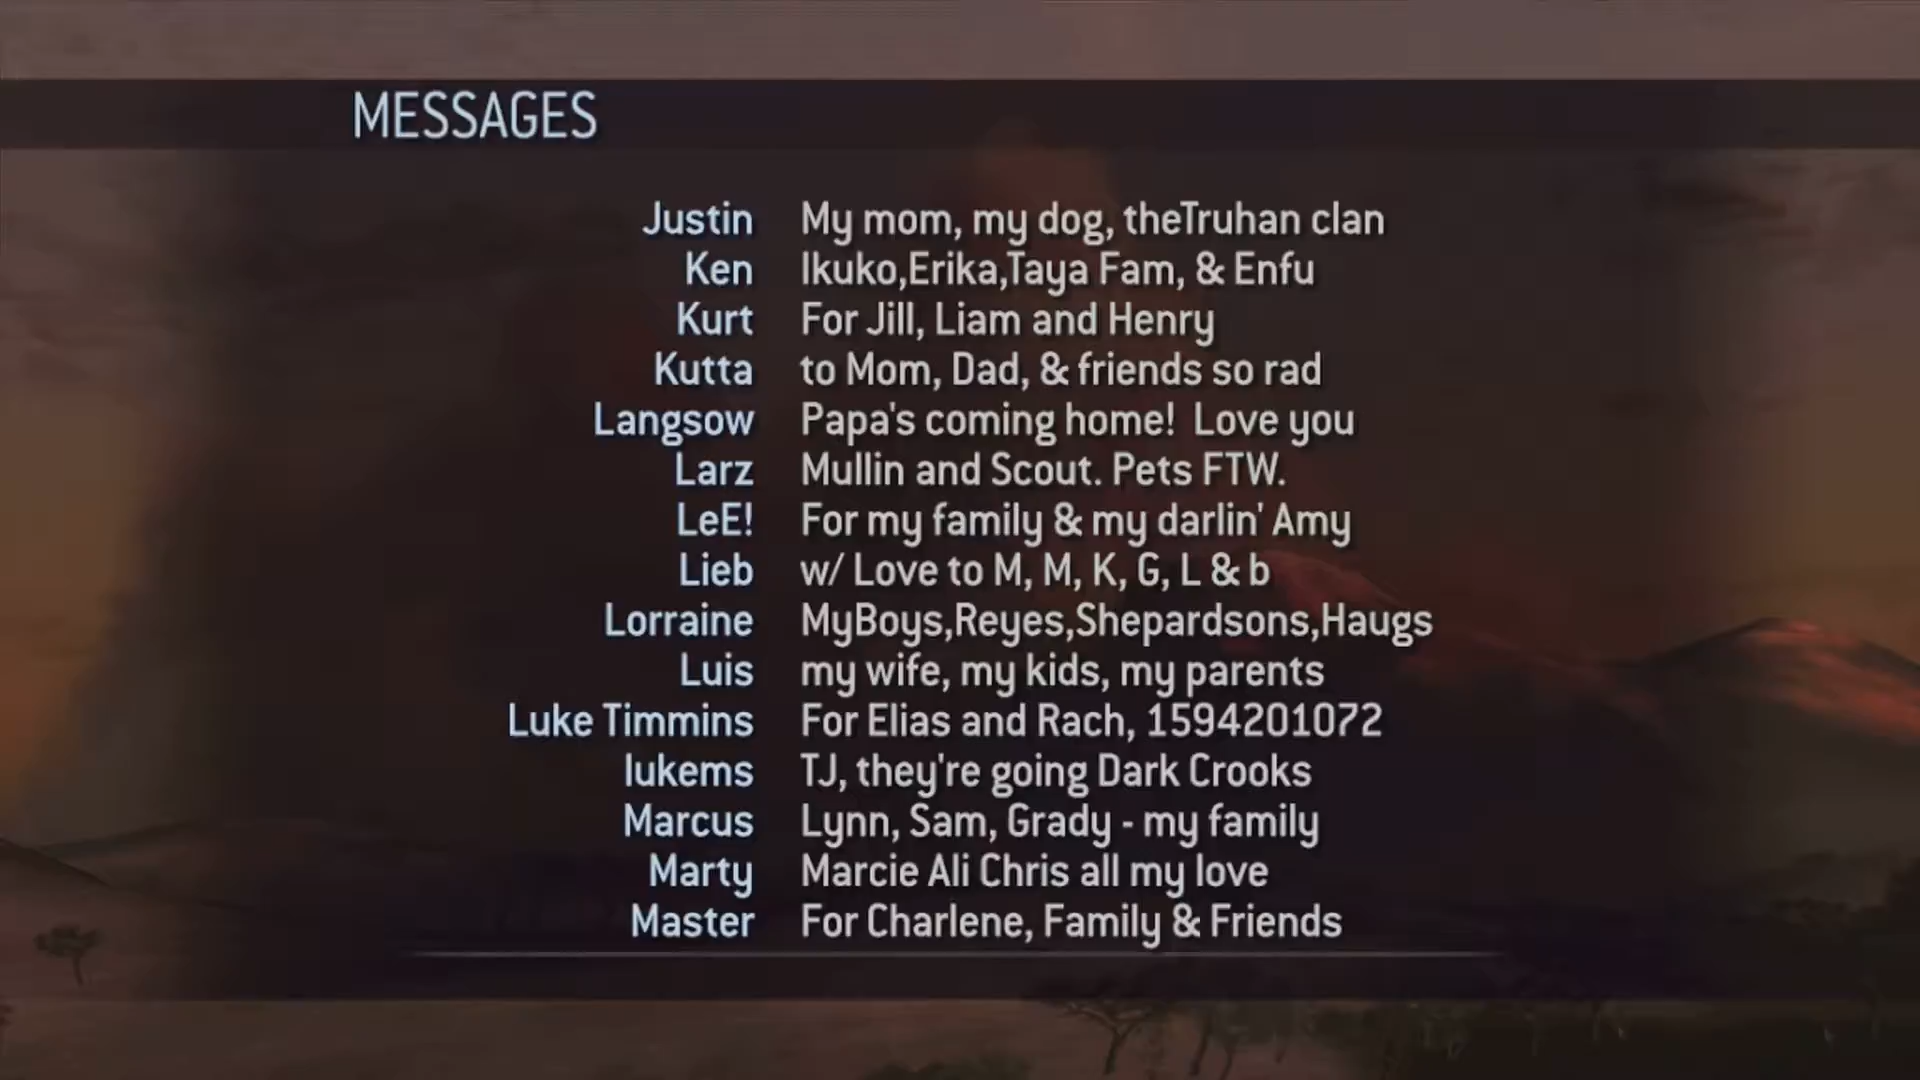 MESSAGES
Justin My mom, my dog, theTruhan clan
Ken Ikuko,Erika,Taya Fam, & Enfu
Kurt For Jill, Liam and Henry
Kutta to Mom, Dad, & friends so rad
Langsow Papa's coming home!  Love you
Larz Mullin and Scout. Pets FTW.
LeE! For my family & my darlin' Amy
Lieb w/ Love to M, M, K, G, L & b
Lorraine MyBoys,Reyes,Shepardsons,Haugs
Luis my wife, my kids, my parents
Luke Timmins For Elias and Rach, 1594201072
lukems TJ, they're going Dark Crooks
Marcus Lynn, Sam, Grady - my family
Marty Marcie Ali Chris all my love
Master For Charlene, Family & Friends